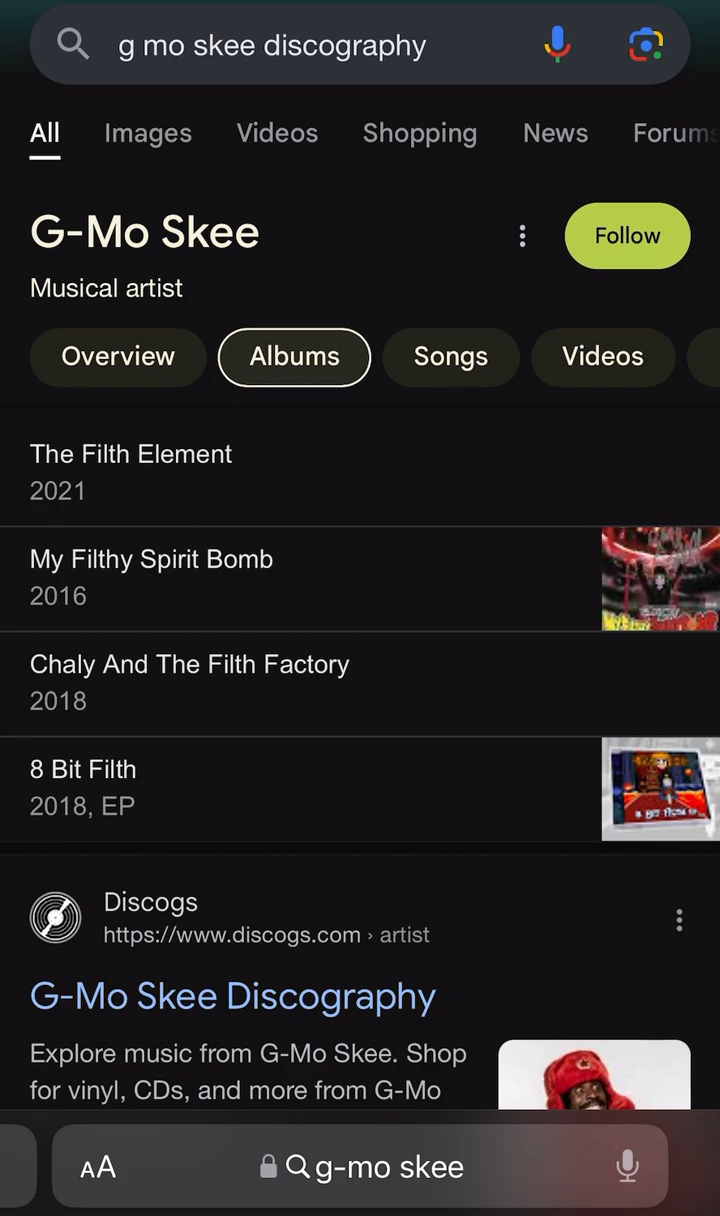 g mo skee discography
All Images Videos Shopping News Forums
G-Mo Skee
Follow
Musical artist
Overview Albums Songs Videos
The Filth Element
2021
My Filthy Spirit Bomb
2016
Chaly And The Filth Factory
2018
8 Bit Filth
2018, EP
8 BIT FILTH
Discogs
https://www.discogs.com › artist
G-Mo Skee Discography
Explore music from G-Mo Skee. Shop
for vinyl, CDs, and more from G-Mo
AA g-mo skee